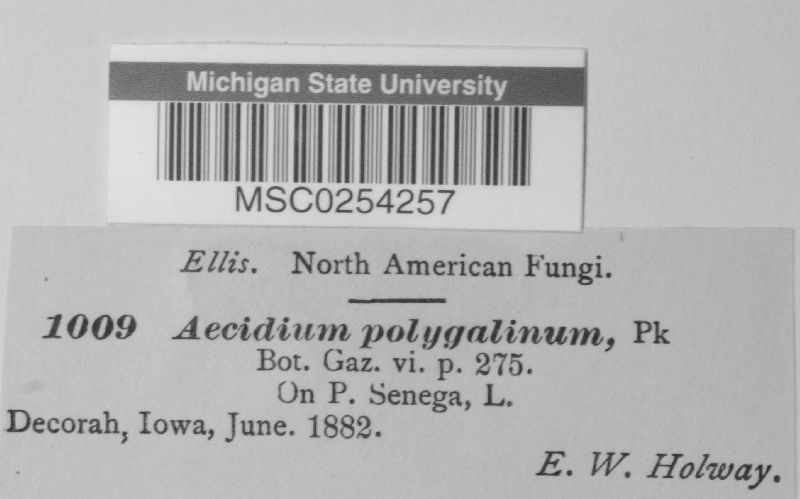 Michigan State University
MSC0254257
Ellis. North American Fungi.
1009 Aecidium polygalinum, Pk
Bot. Gaz. vi. p. 275.
On P. Senega, L.
Decorah, Iowa, June. 1882.
E. W. Holway.